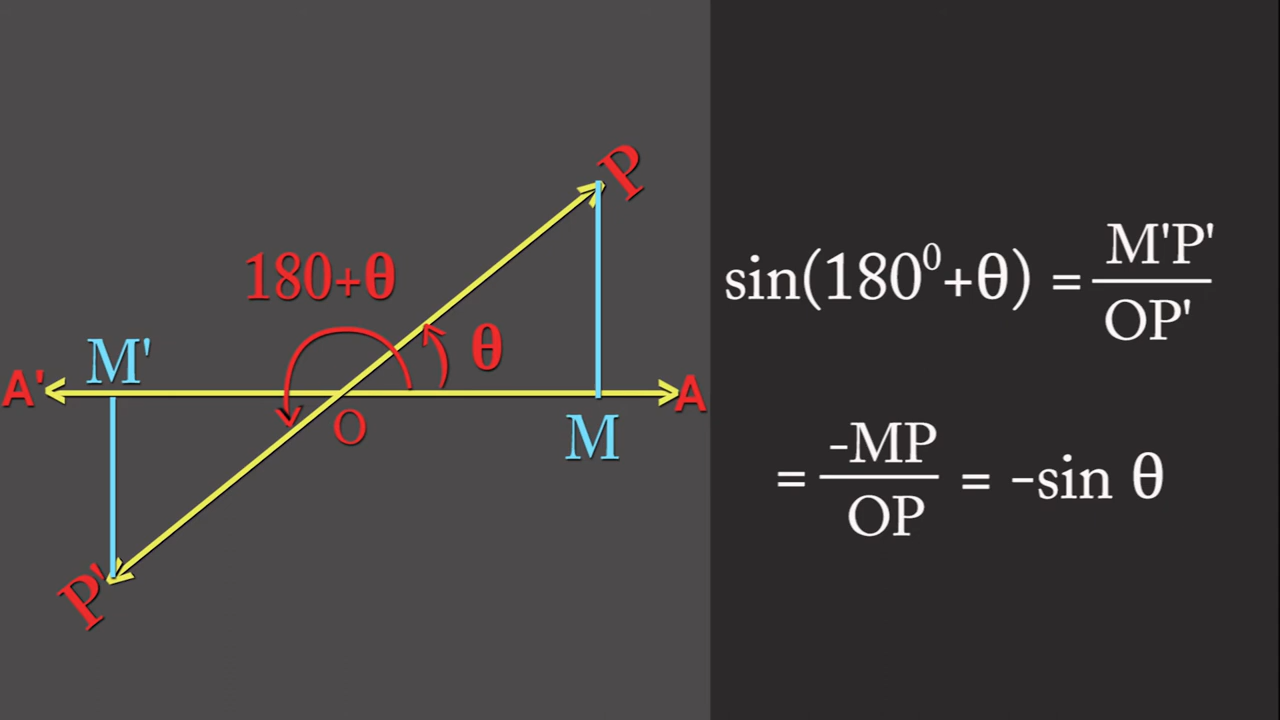 P
180+θ
θ
M'
A'
A
O
M
P'
sin(180⁰+θ) = M'P'/OP'
= -MP/OP = -sin θ